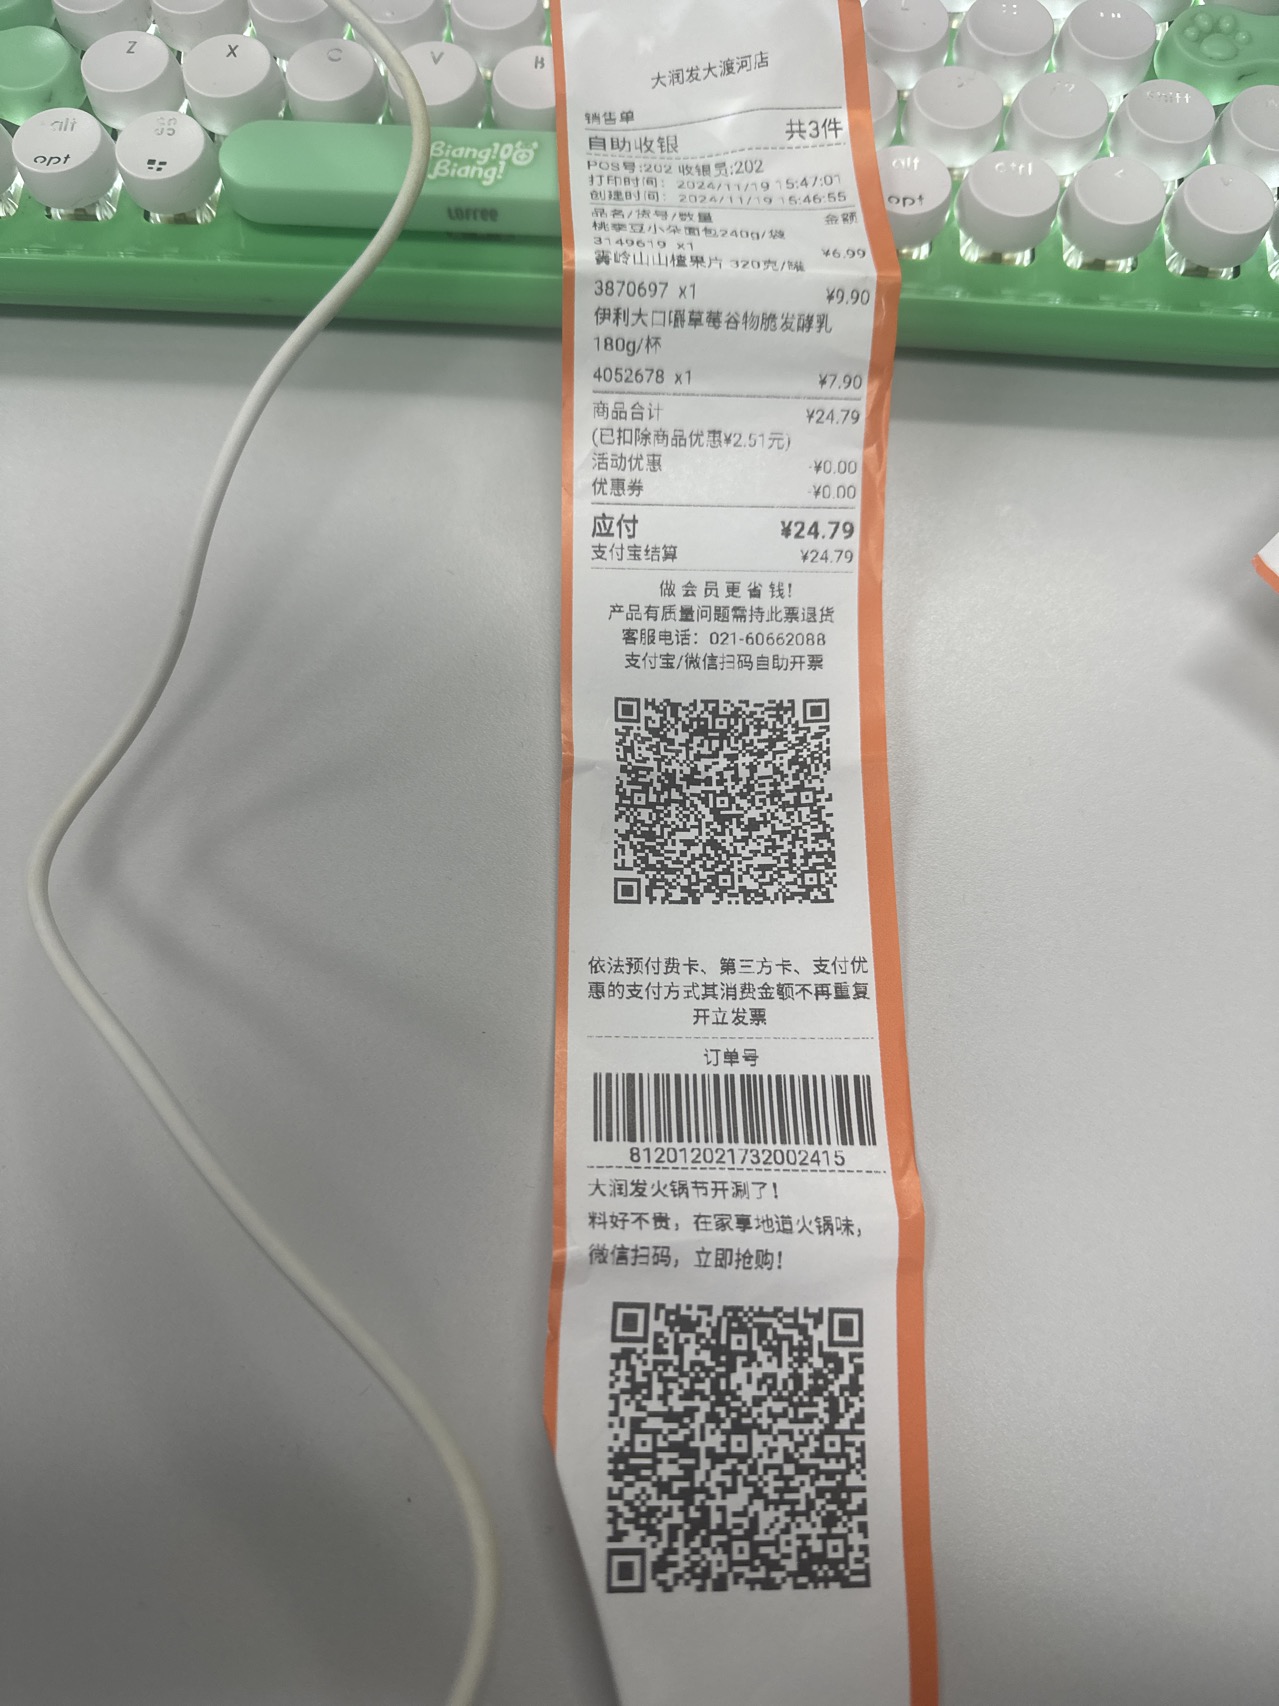 Z X C V B
alt
opt
Biang!
Biang!
alt
opt
ctrl
shift
大润发大渡河店
销售单
自助收银 共3件
POS号:202 收银员:202
打印时间: 2024/11/19 15:47:01
创建时间: 2024/11/19 15:46:55
品名/货号/数量 金额
桃李豆小朵面包240g/袋
3149619 x1 ¥6.99
雾岭山山楂果片 320克/罐
3870697 x1 ¥9.90
伊利大口嚼草莓谷物脆发酵乳
180g/杯
4052678 x1 ¥7.90
商品合计 ¥24.79
(已扣除商品优惠¥2.51元)
活动优惠 -¥0.00
优惠券 -¥0.00
应付 ¥24.79
支付宝结算 ¥24.79
做会员更省钱!
产品有质量问题需持此票退货
客服电话: 021-60662088
支付宝/微信扫码自助开票
依法预付费卡、第三方卡、支付优
惠的支付方式其消费金额不再重复
开立发票
订单号
812012021732002415
大润发火锅节开涮了!
料好不贵，在家享地道火锅味，
微信扫码，立即抢购!